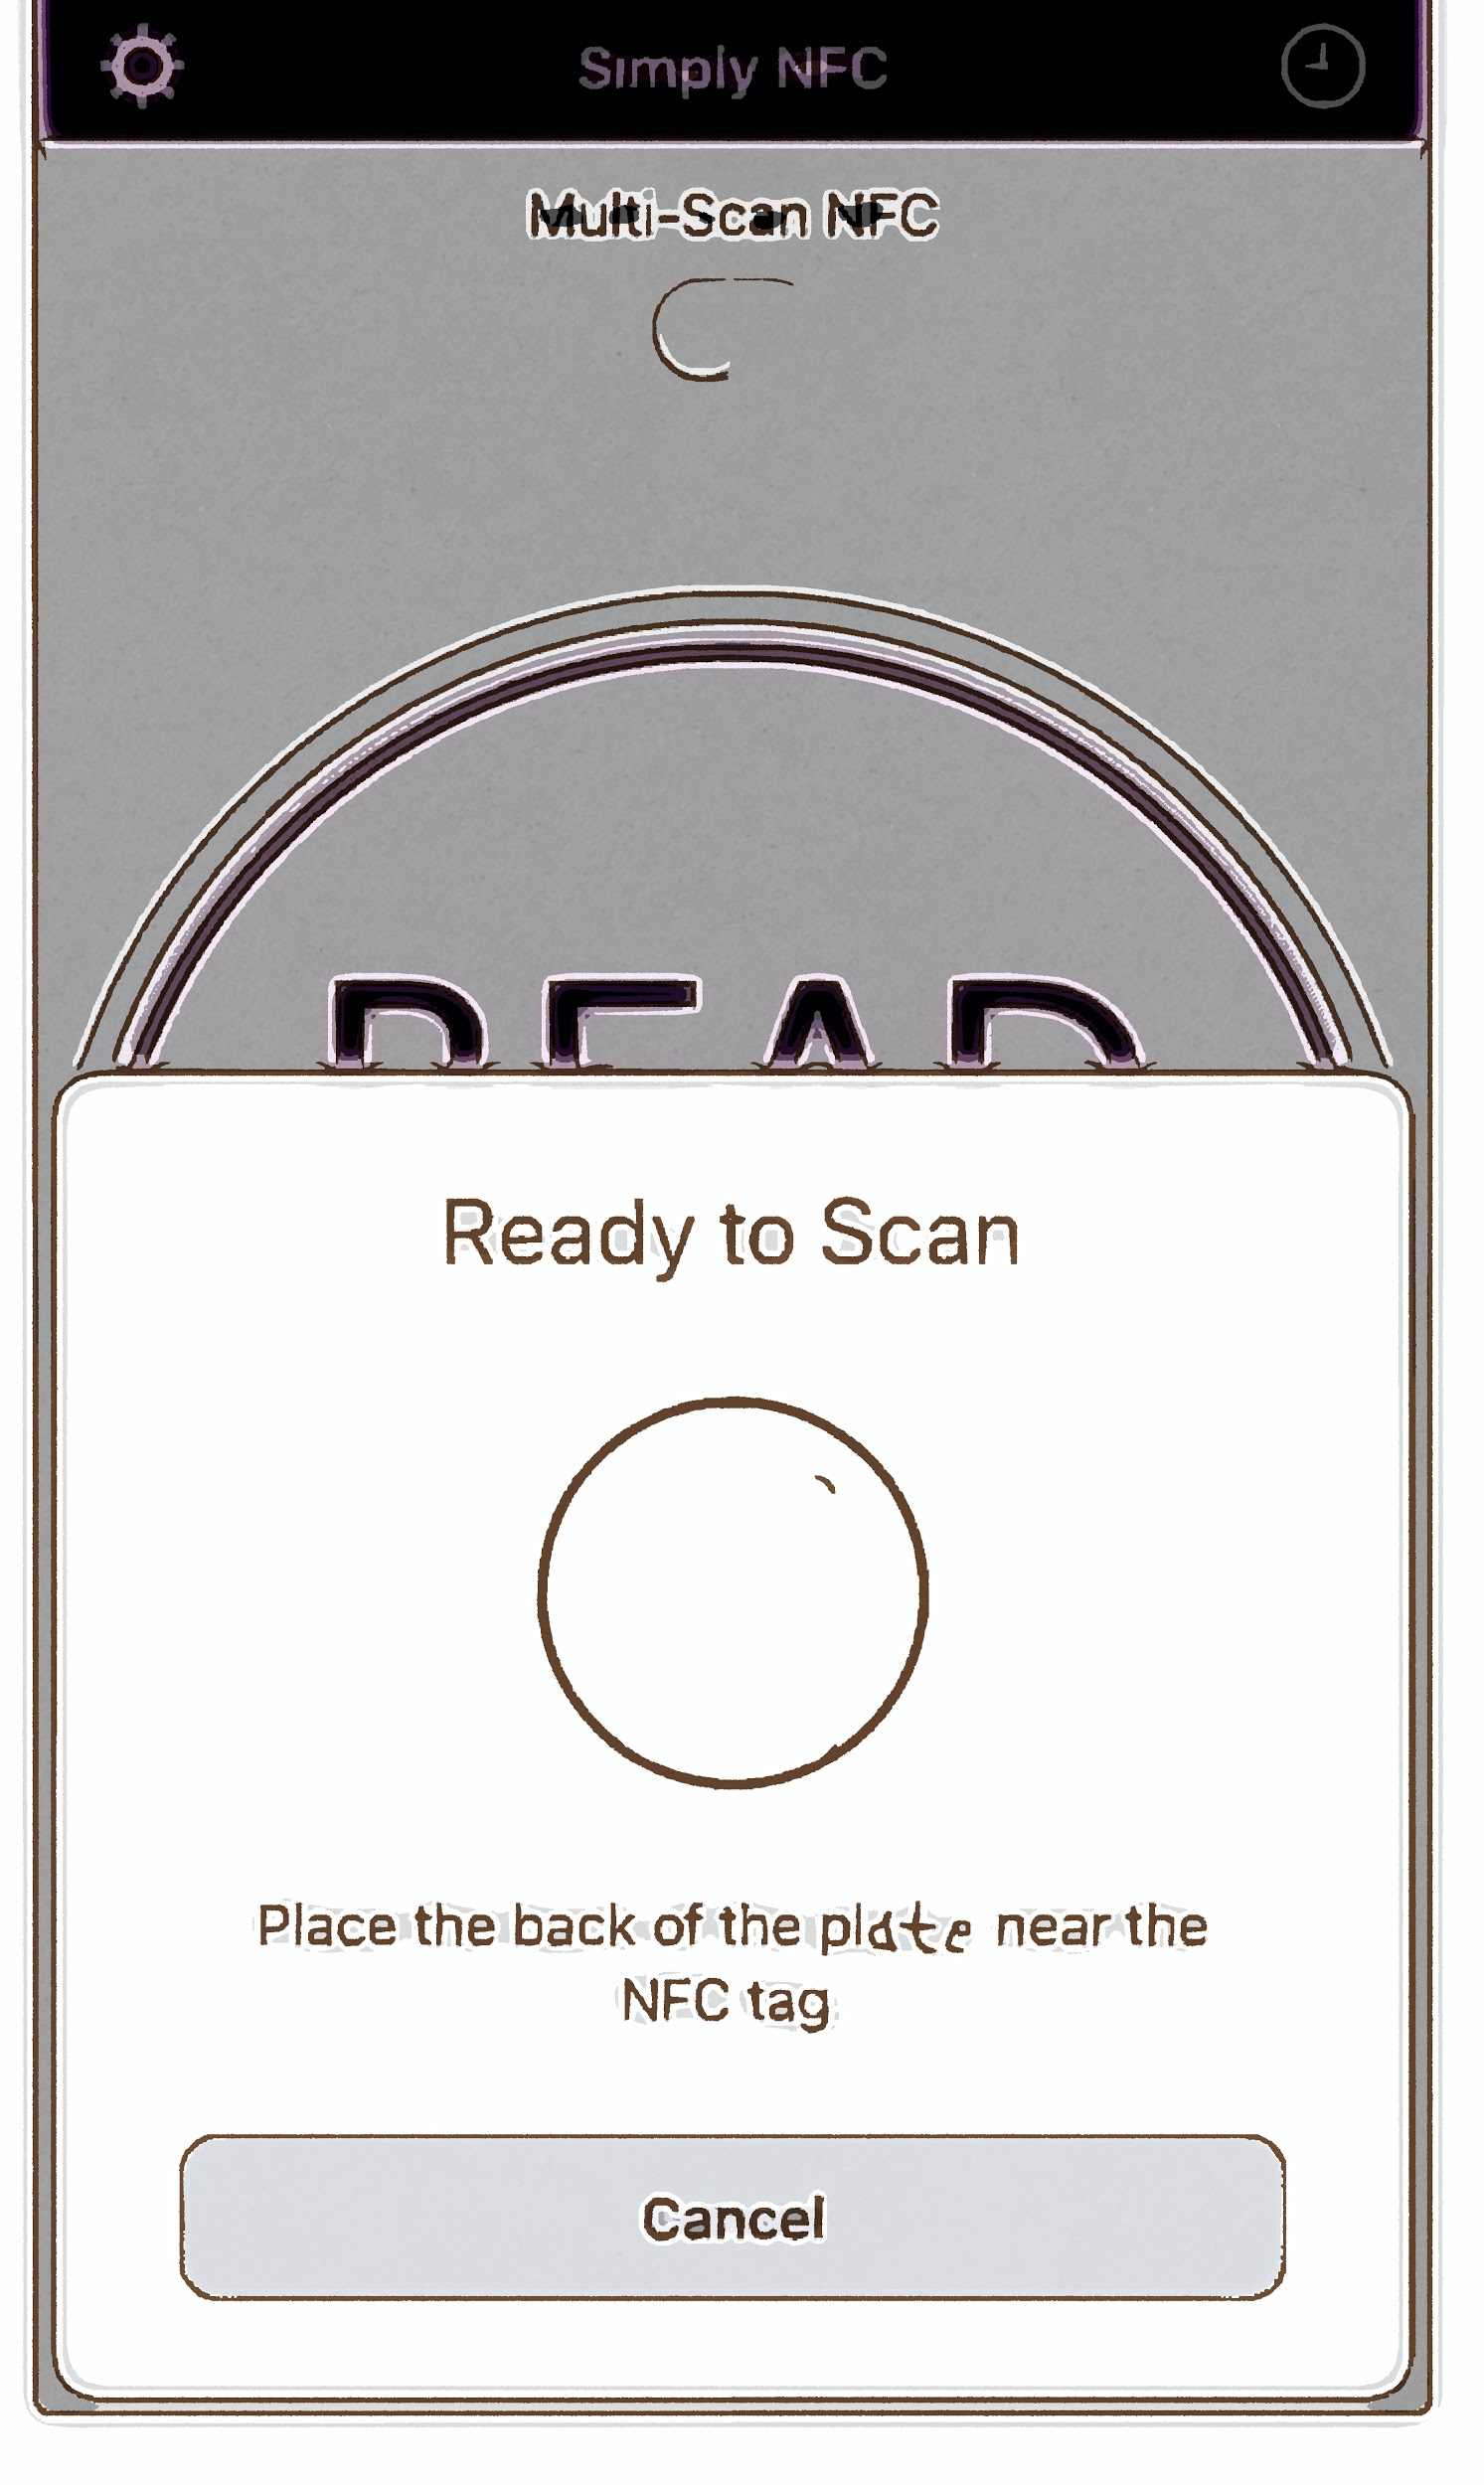 Simply NFC
Multi-Scan NFC
READ
Ready to Scan
Place the back of the plate near the
NFC tag
Cancel